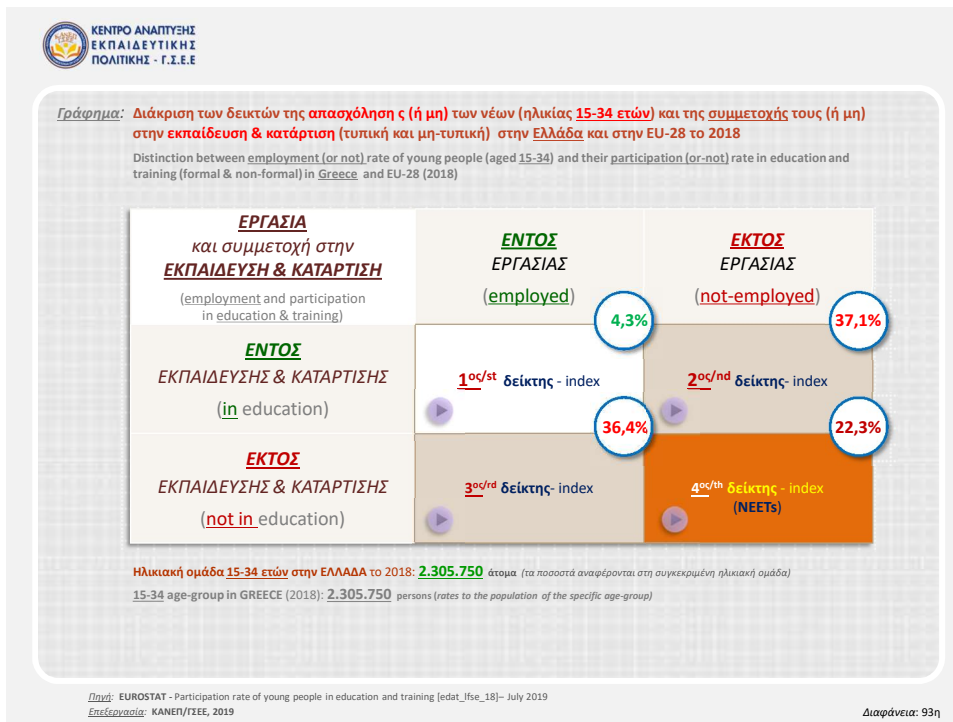 ΚΕΝΤΡΟ ΑΝΑΠΤΥΞΗΣ
ΕΚΠΑΙΔΕΥΤΙΚΗΣ
ΠΟΛΙΤΙΚΗΣ - Γ.Σ.Ε.Ε
Γράφημα: Διάκριση των δεικτών της απασχόληση ς (ή μη) των νέων (ηλικίας 15-34 ετών) και της συμμετοχής τους (ή μη)
στην εκπαίδευση & κατάρτιση (τυπική και μη-τυπική) στην Ελλάδα και στην EU-28 το 2018
Distinction between employment (or not) rate of young people (aged 15-34) and their participation (or-not) rate in education and
training (formal & non-formal) in Greece and EU-28 (2018)
ΕΡΓΑΣΙΑ
και συμμετοχή στην
ΕΚΠΑΙΔΕΥΣΗ & ΚΑΤΑΡΤΙΣΗ
(employment and participation
in education & training)
ΕΝΤΟΣ
ΕΡΓΑΣΙΑΣ
(employed)
ΕΚΤΟΣ
ΕΡΓΑΣΙΑΣ
(not-employed)
4,3%
37,1%
ΕΝΤΟΣ
ΕΚΠΑΙΔΕΥΣΗΣ & ΚΑΤΑΡΤΙΣΗΣ
(in education)
1ος/st δείκτης - index
2ος/nd δείκτης- index
36,4%
22,3%
ΕΚΤΟΣ
ΕΚΠΑΙΔΕΥΣΗΣ & ΚΑΤΑΡΤΙΣΗΣ
(not in education)
3ος/rd δείκτης- index
4ος/th δείκτης - index
(NEETs)
Ηλικιακή ομάδα 15-34 ετών στην ΕΛΛΑΔΑ το 2018: 2.305.750 άτομα (τα ποσοστά αναφέρονται στη συγκεκριμένη ηλικιακή ομάδα)
15-34 age-group in GREECE (2018): 2.305.750 persons (rates to the population of the specific age-group)
Πηγή: EUROSTAT - Participation rate of young people in education and training [edat_lfse_18]– July 2019
Επεξεργασία: ΚΑΝΕΠ/ΓΣΕΕ, 2019
Διαφάνεια: 93η